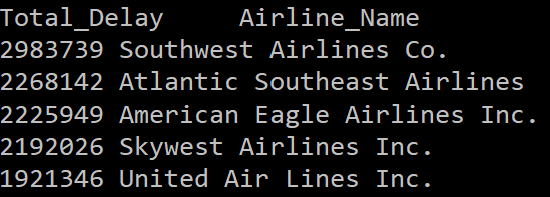 Total_Delay Airline_Name
2983739 Southwest Airlines Co.
2268142 Atlantic Southeast Airlines
2225949 American Eagle Airlines Inc.
2192026 Skywest Airlines Inc.
1921346 United Air Lines Inc.